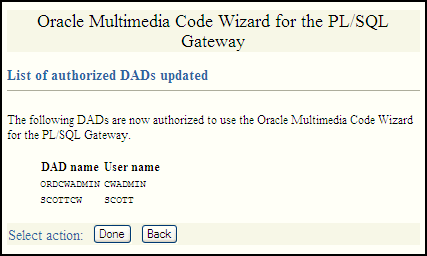 Oracle Multimedia Code Wizard for the PL/SQL
Gateway
List of authorized DADs updated
The following DADs are now authorized to use the Oracle Multimedia Code Wizard
for the PL/SQL Gateway.
DAD name User name
ORDCWADMIN CWADMIN
SCOTTCW SCOTT
Select action: Done Back